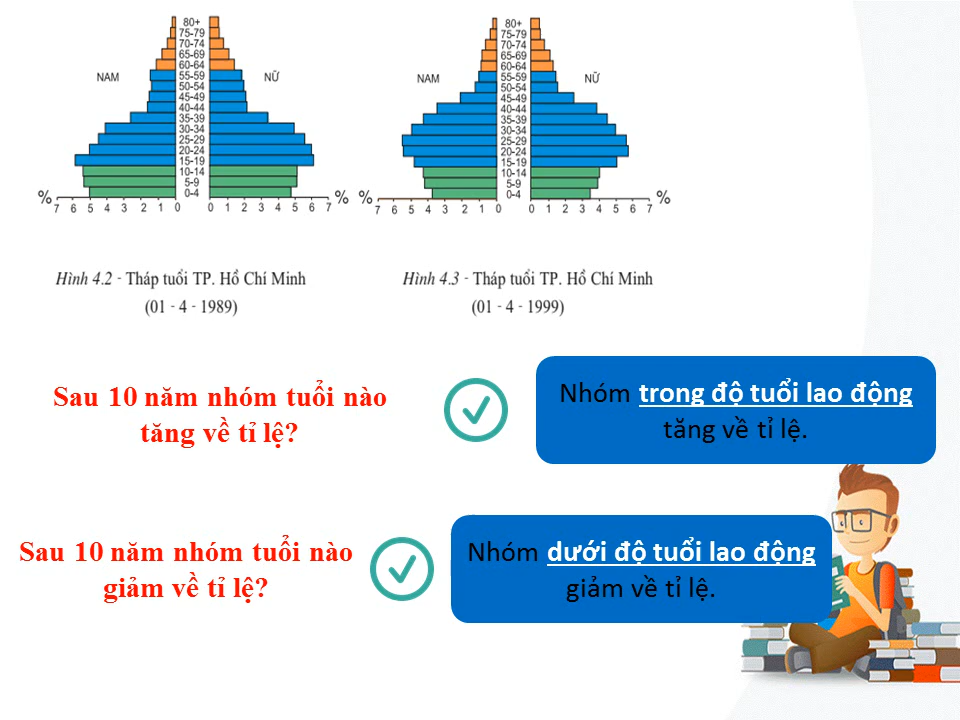 80+
75-79
70-74
65-69
60-64
55-59
50-54
45-49
40-44
35-39
30-34
25-29
20-24
15-19
10-14
5-9
0-4
NAM
NỮ
% 7 6 5 4 3 2 1 0 0 1 2 3 4 5 6 7 %
80+
75-79
70-74
65-69
60-64
55-59
50-54
45-49
40-44
35-39
30-34
25-29
20-24
15-19
10-14
5-9
0-4
NAM
NỮ
% 7 6 5 4 3 2 1 0 0 1 2 3 4 5 6 7 %
Hình 4.2 - Tháp tuổi TP. Hồ Chí Minh
(01 - 4 - 1989)
Hình 4.3 - Tháp tuổi TP. Hồ Chí Minh
(01 - 4 - 1999)
Sau 10 năm nhóm tuổi nào
tăng về tỉ lệ?
Nhóm trong độ tuổi lao động
tăng về tỉ lệ.
Sau 10 năm nhóm tuổi nào
giảm về tỉ lệ?
Nhóm dưới độ tuổi lao động
giảm về tỉ lệ.